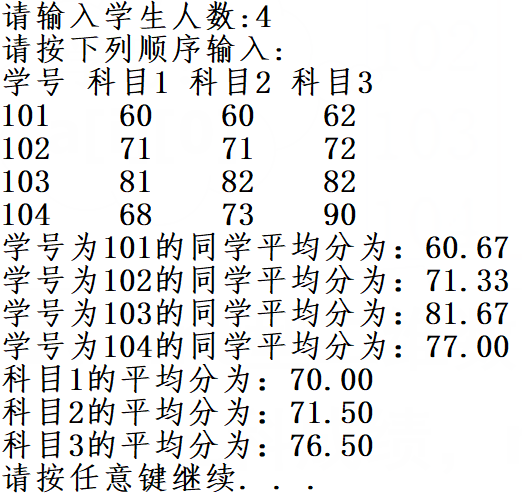 请输入学生人数:4
请按下列顺序输入:
学号 科目1 科目2 科目3
101 60 60 62
102 71 71 72
103 81 82 82
104 68 73 90
学号为101的同学平均分为：60.67
学号为102的同学平均分为：71.33
学号为103的同学平均分为：81.67
学号为104的同学平均分为：77.00
科目1的平均分为：70.00
科目2的平均分为：71.50
科目3的平均分为：76.50
请按任意键继续. . .